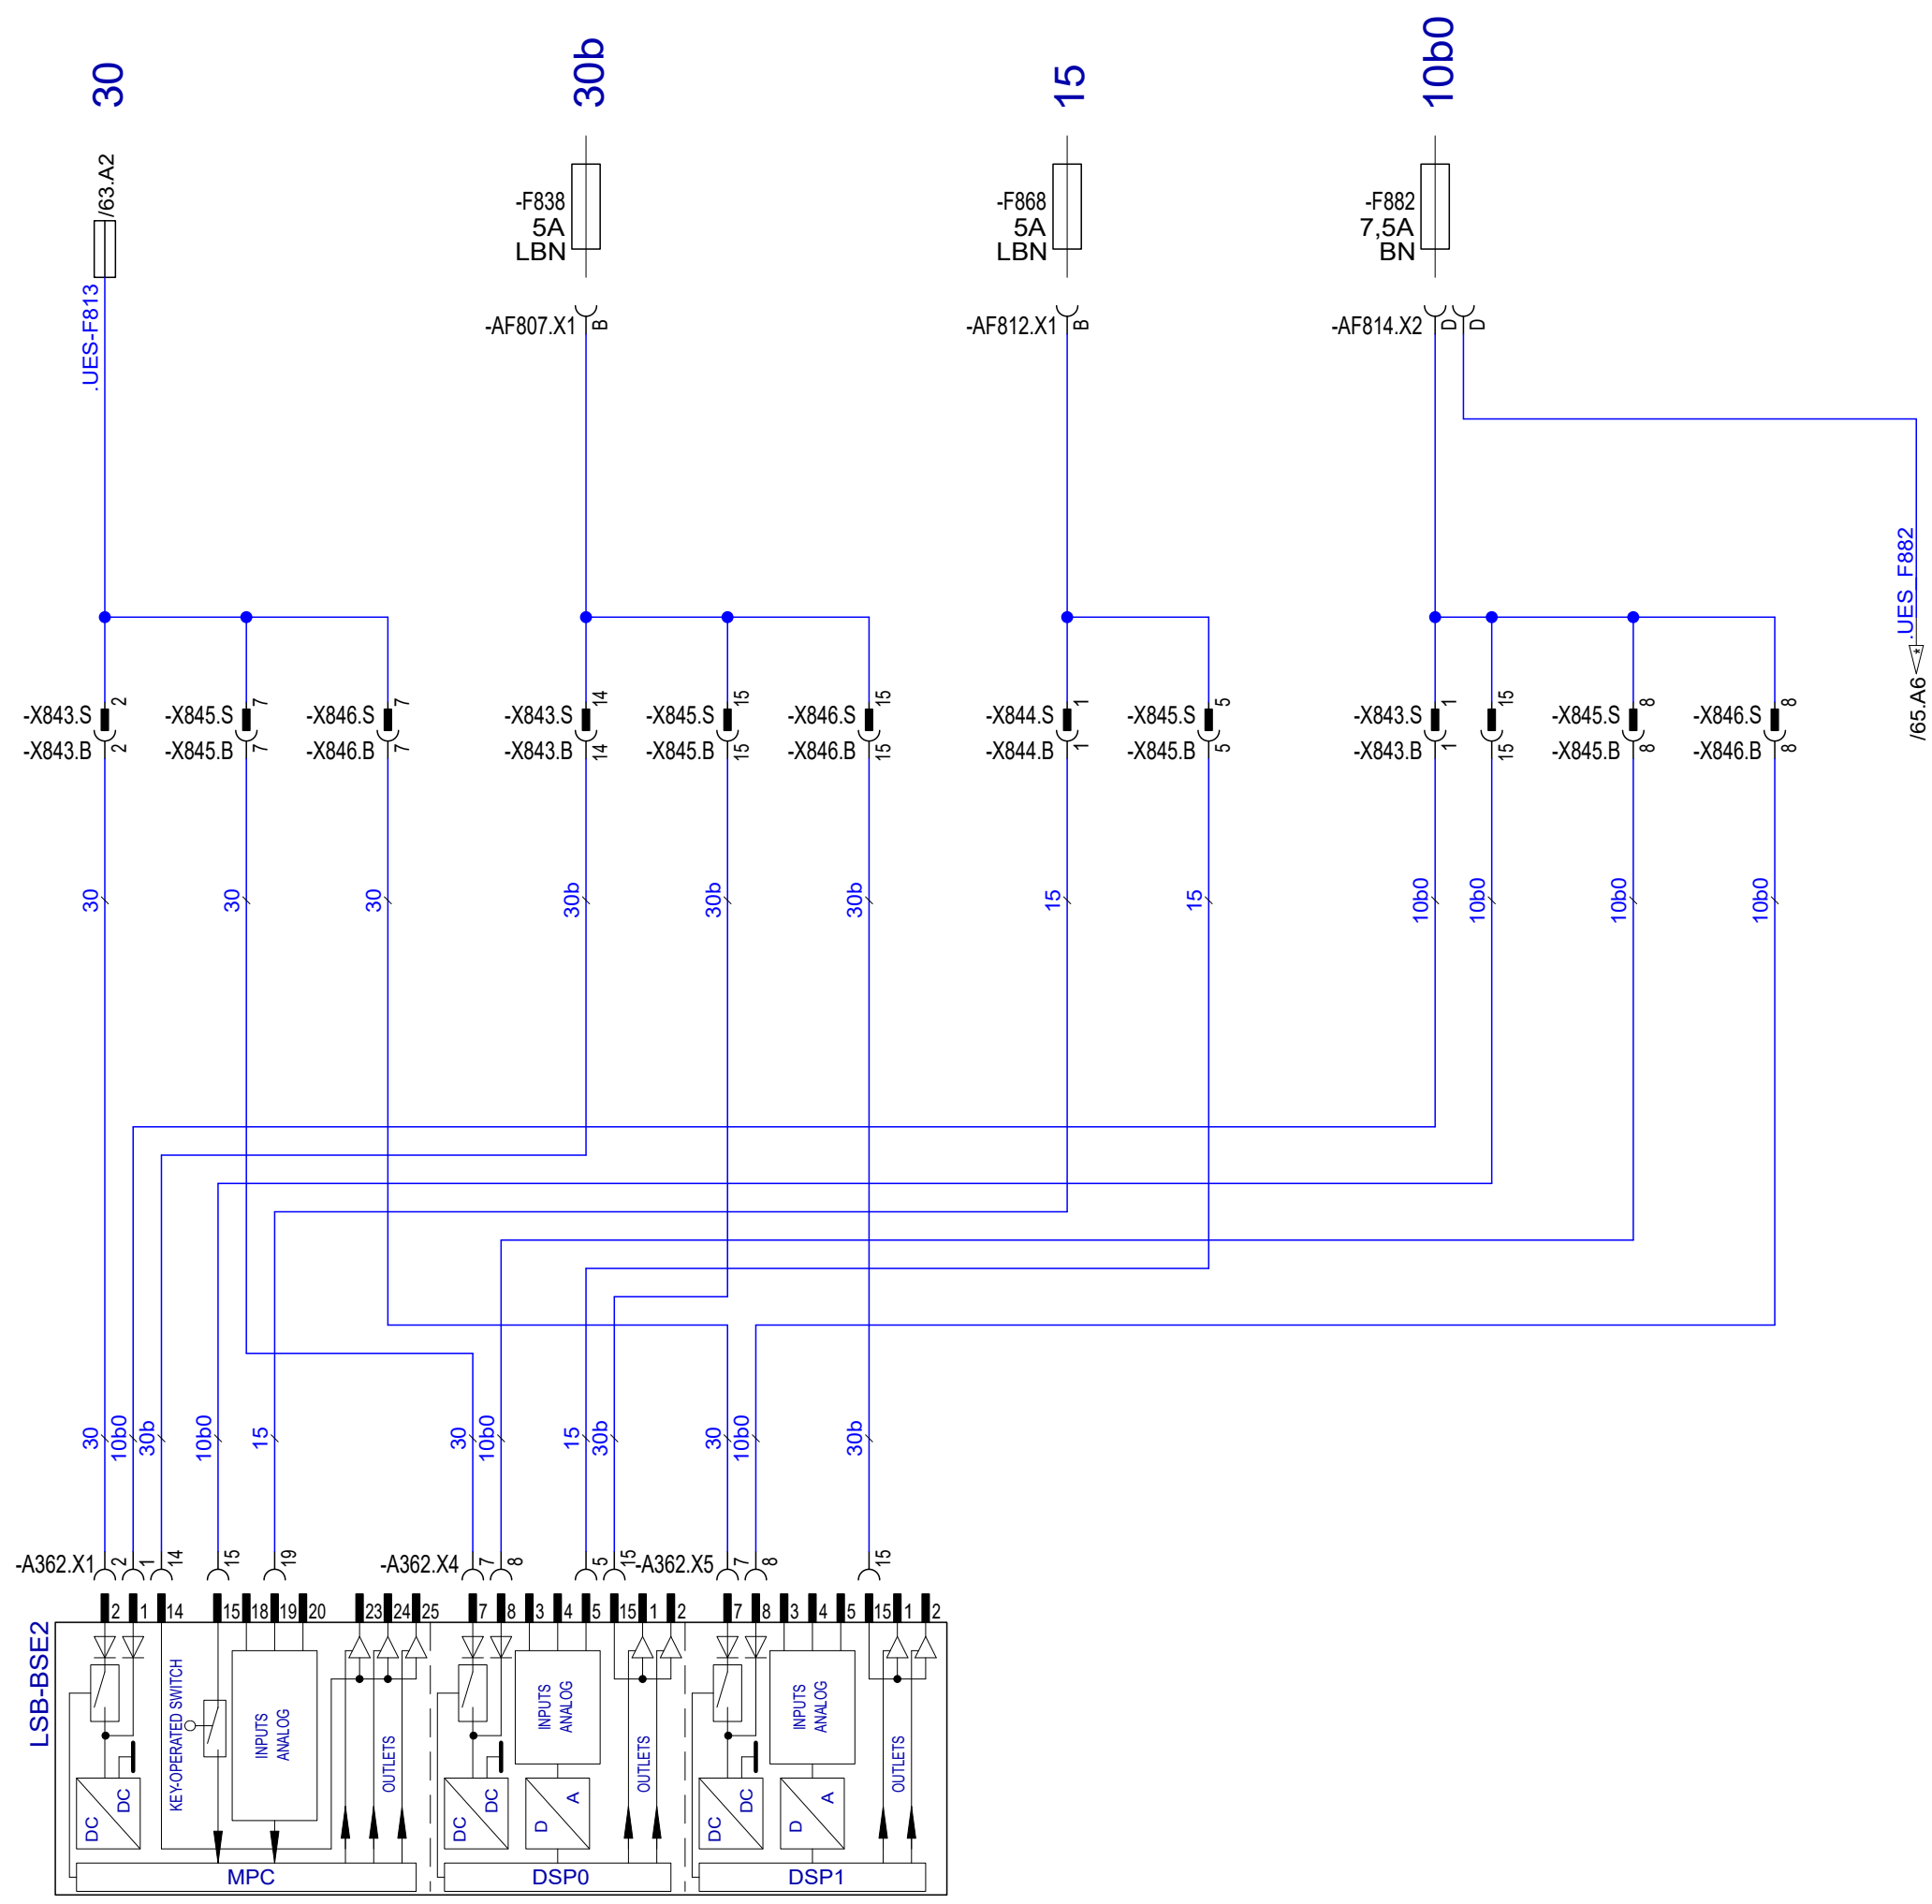 30
30b
15
10b0
/63.A2
-F838
5A
LBN
-F868
5A
LBN
-F882
7,5A
BN
.UES-F813
-AF807.X1 B
-AF812.X1 B
-AF814.X2 D D
.UES F882
*
/65.A6
-X843.S 2
-X843.B 2
-X845.S 7
-X845.B 7
-X846.S 7
-X846.B 7
-X843.S 14
-X843.B 14
-X845.S 15
-X845.B 15
-X846.S 15
-X846.B 15
-X844.S 1
-X844.B 1
-X845.S 5
-X845.B 5
-X843.S 1 15
-X843.B 1 15
-X845.S 8
-X845.B 8
-X846.S 8
-X846.B 8
30 30 30 30b 30b 30b 15 15 10b0 10b0 10b0 10b0
30 10b0 30b 10b0 15 30 10b0 15 30b 30 10b0 30b
-A362.X1 2 1 14 15 19
-A362.X4 7 8 5 15
-A362.X5 7 8 15
2 1 14 15 18 19 20 23 24 25 7 8 3 4 5 15 1 2 7 8 3 4 5 15 1 2
LSB-BSE2
KEY-OPERATED SWITCH
INPUTS
ANALOG
OUTLETS
DC
DC
MPC
INPUTS
ANALOG
OUTLETS
DC
DC
D
A
DSP0
INPUTS
ANALOG
OUTLETS
DC
DC
D
A
DSP1